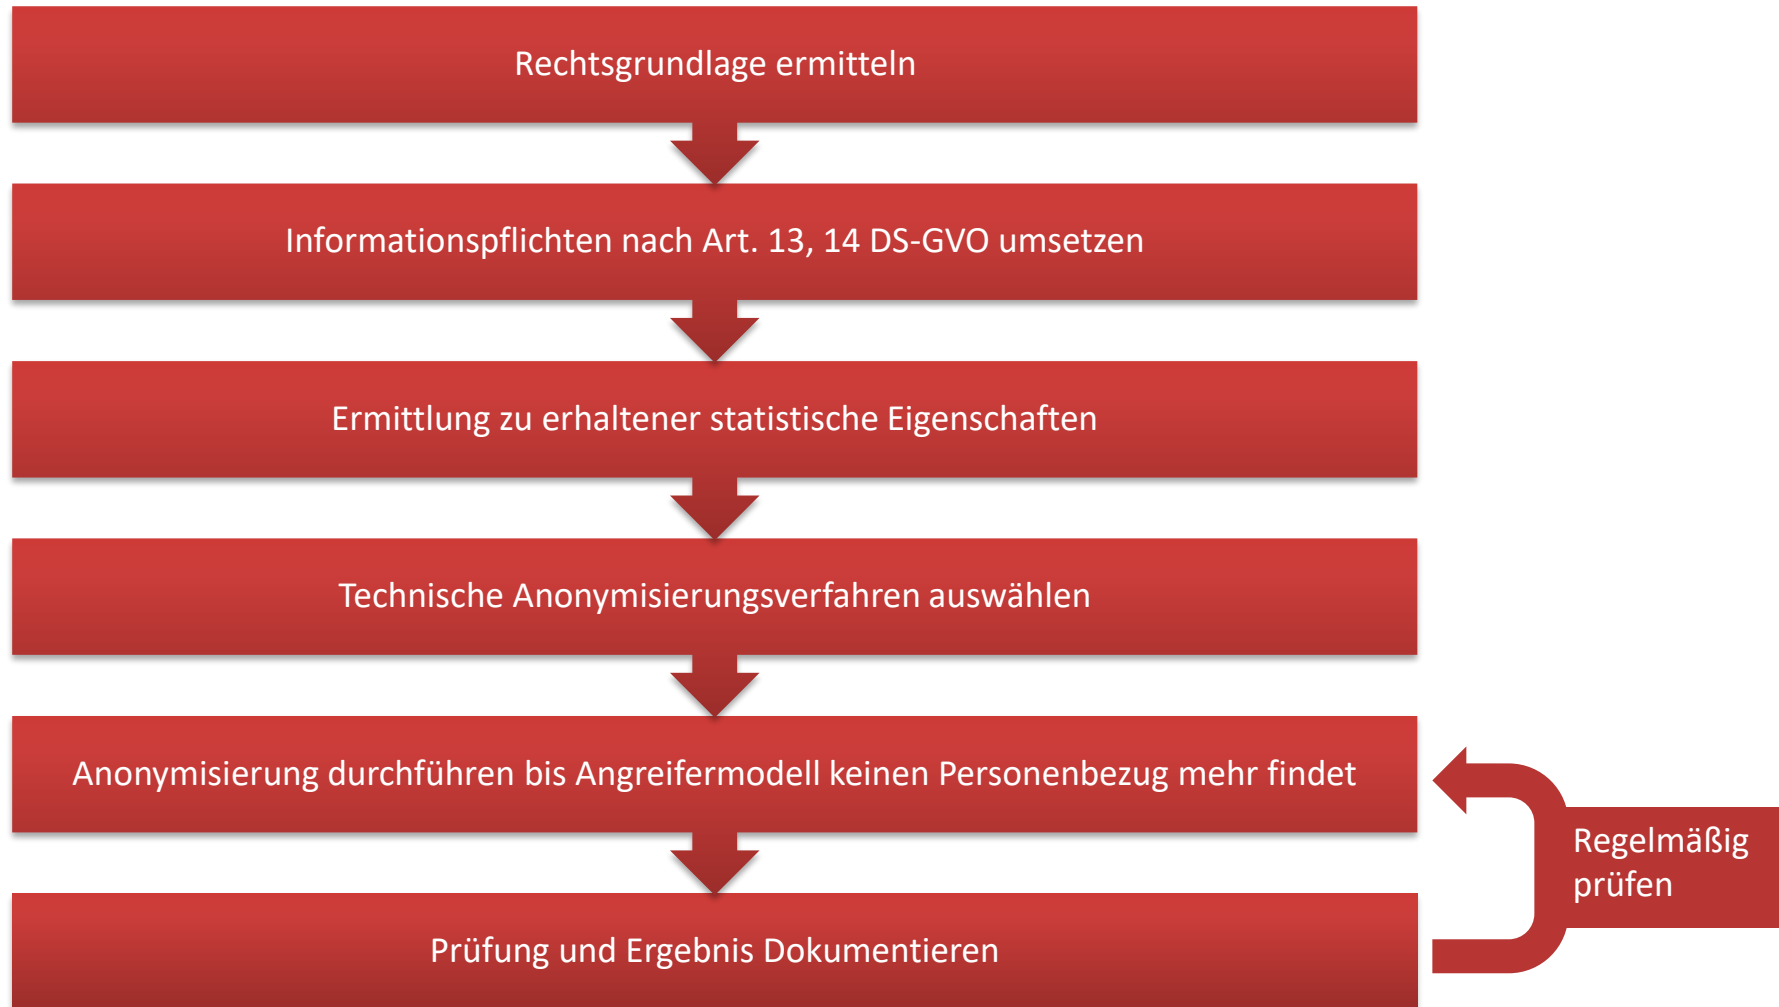 Rechtsgrundlage ermitteln
Informationspflichten nach Art. 13, 14 DS-GVO umsetzen
Ermittlung zu erhaltener statistische Eigenschaften
Technische Anonymisierungsverfahren auswählen
Anonymisierung durchführen bis Angreifermodell keinen Personenbezug mehr findet
Regelmäßig
prüfen
Prüfung und Ergebnis Dokumentieren